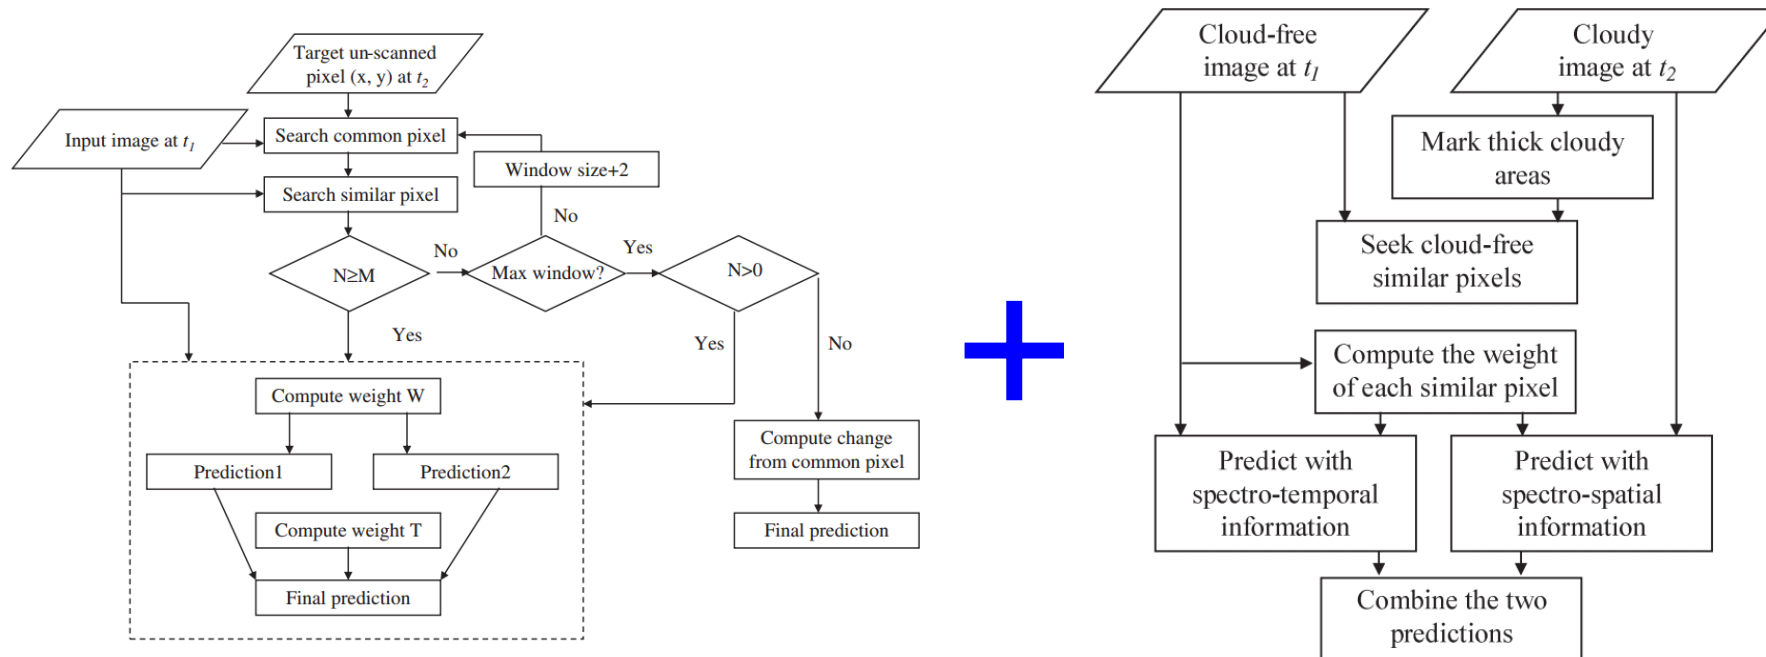 Target un-scanned
pixel (x, y) at t2
Input image at t1
Search common pixel
Window size+2
Search similar pixel
No
No
Yes
N≥M
Max window?
N>0
Yes
Yes
No
Compute weight W
Prediction1
Prediction2
Compute weight T
Final prediction
Compute change
from common pixel
Final prediction
Cloud-free
image at t1
Cloudy
image at t2
Mark thick cloudy
areas
Seek cloud-free
similar pixels
Compute the weight
of each similar pixel
Predict with
spectro-temporal
information
Predict with
spectro-spatial
information
Combine the two
predictions